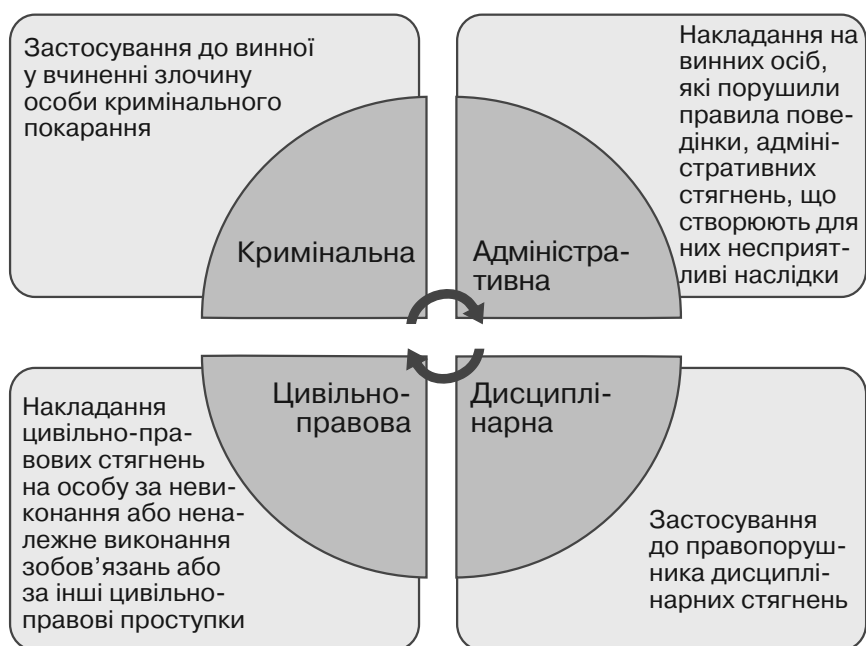 Застосування до винної
у вчиненні злочину
особи кримінального
покарання
Кримінальна
Накладання на
винних осіб,
які порушили
правила пове-
дінки, адміні-
стративних
стягнень, що
створюють для
них несприят-
ливі наслідки
Адміністра-
тивна
Цивільно-
правова
Накладання
цивільно-пра-
вових стягнень
на особу за неви-
конання або нена-
лежне виконання
зобов’язань або
за інші цивільно-
правові проступки
Дисциплі-
нарна
Застосування
до правопоруш-
ника дисциплі-
нарних стягнень